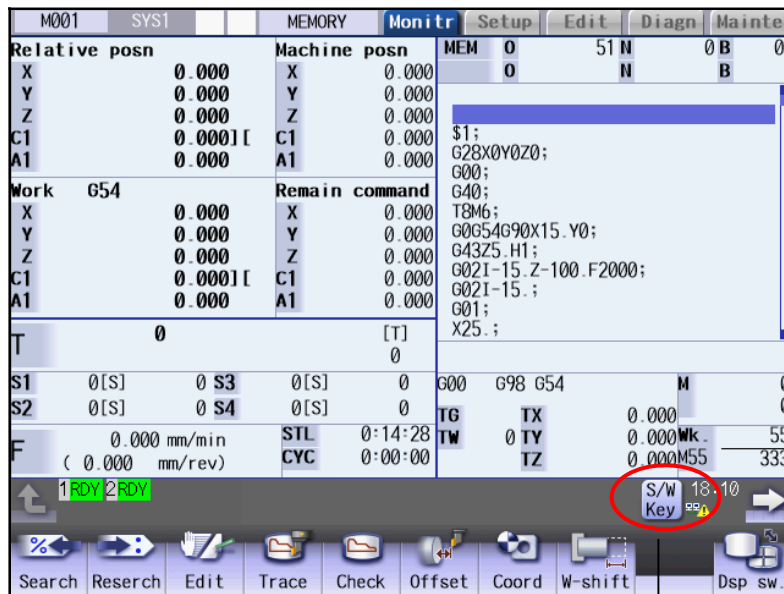 M001 SYS1 MEMORY Monitr Setup Edit Diagn Mainte
Relative posn Machine posn MEM O 51 N 0 B 0
O N B
X 0.000 X 0.000
Y 0.000 Y 0.000
Z 0.000 Z 0.000
C1 0.000][ C1 0.000
A1 0.000 A1 0.000
$1;
G28X0Y0Z0;
G00;
G40;
T8M6;
G0G54G90X15.Y0;
G43Z5.H1;
G02I-15.Z-100.F2000;
G02I-15.;
G01;
X25.;
Work G54 Remain command
X 0.000 X 0.000
Y 0.000 Y 0.000
Z 0.000 Z 0.000
C1 0.000][ C1 0.000
A1 0.000 A1 0.000
T 0 [T]
0
S1 0[S] 0 S3 0[S] 0
S2 0[S] 0 S4 0[S] 0
F 0.000 mm/min STL 0:14:28
( 0.000 mm/rev) CYC 0:00:00
G00 G98 G54 M
TG TX 0.000
TW 0 TY 0.000 Wk. 55
TZ 0.000 M55 333
1 RDY 2 RDY S/W Key 18:10
Search Reserch Edit Trace Check Offset Coord W-shift Dsp sw.